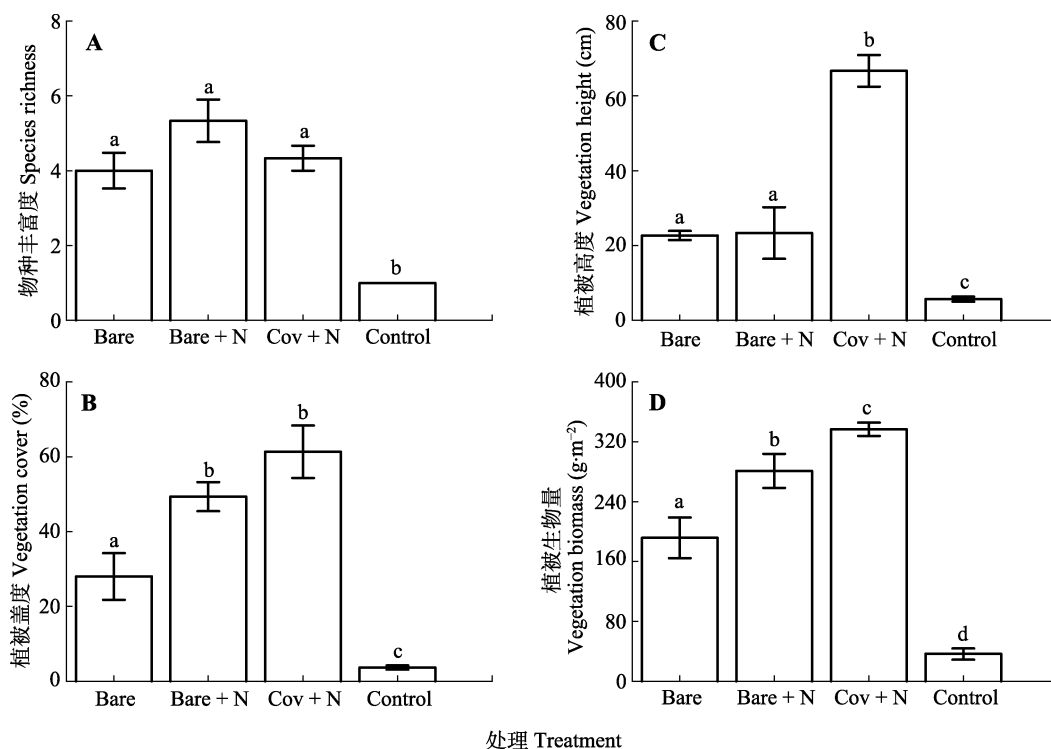 A
物种丰富度 Species richness
8
6
4
2
0
a
a
a
b
Bare
Bare + N
Cov + N
Control
C
植被高度 Vegetation height (cm)
80
60
40
20
0
a
a
b
c
Bare
Bare + N
Cov + N
Control
B
植被盖度 Vegetation cover (%)
80
60
40
20
0
a
b
b
c
Bare
Bare + N
Cov + N
Control
D
植被生物量
Vegetation biomass (g·m⁻²)
400
320
240
160
80
0
a
b
c
d
Bare
Bare + N
Cov + N
Control
处理 Treatment